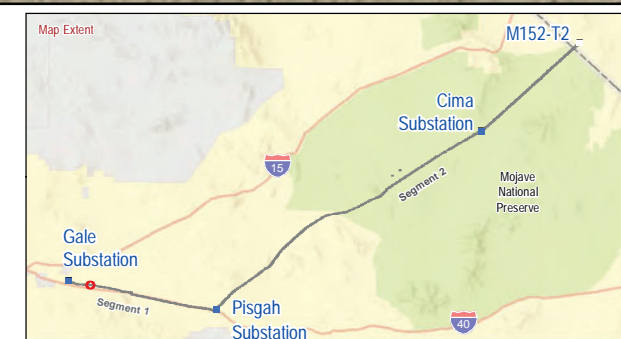 Map Extent
M152-T2
Cima
Substation
15
Segment 2
Mojave
National
Preserve
Gale
Substation
Segment 1
Pisgah
Substation
40